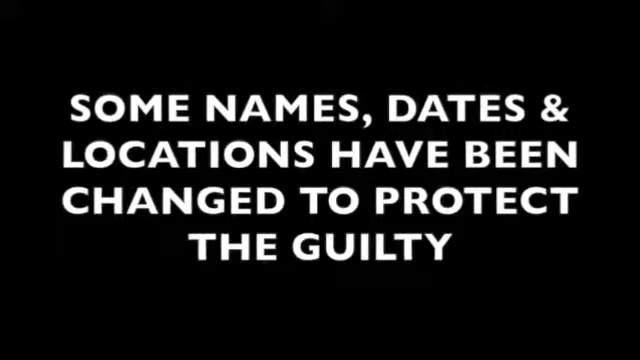 SOME NAMES, DATES &
LOCATIONS HAVE BEEN
CHANGED TO PROTECT
THE GUILTY